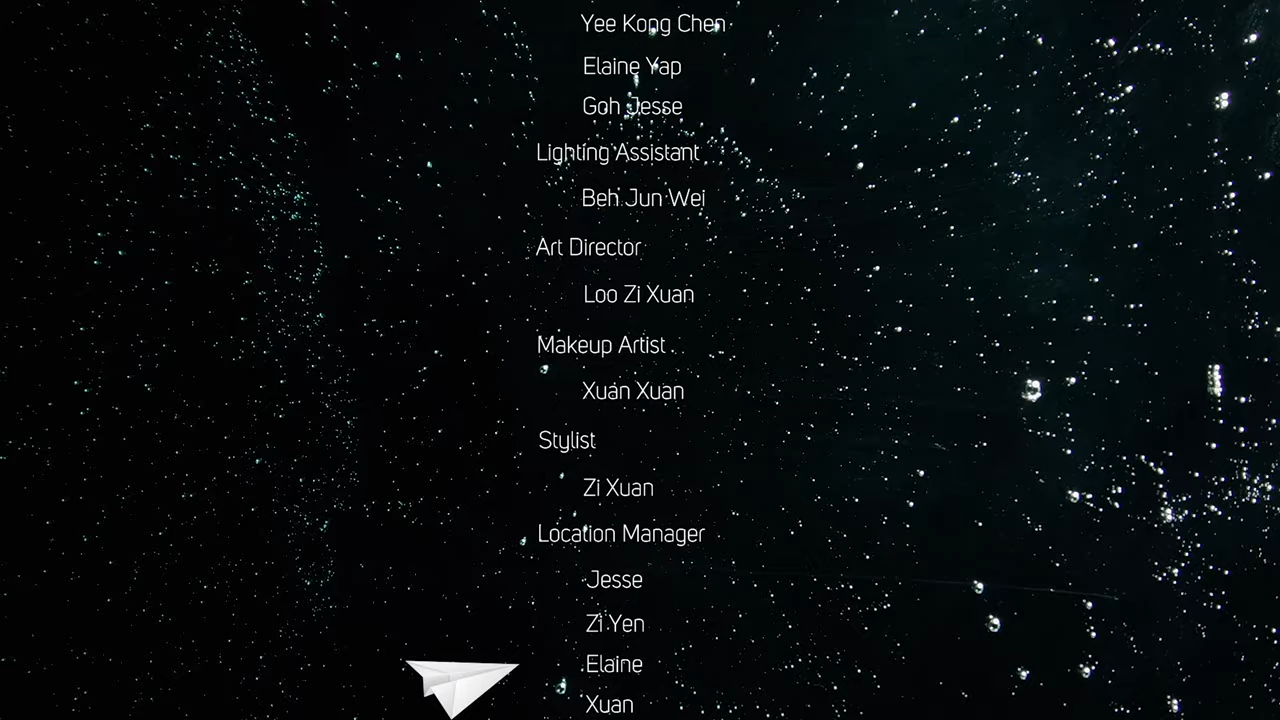 Yee Kong Chen
Elaine Yap
Goh Jesse
Lighting Assistant
Beh Jun Wei
Art Director
Loo Zi Xuan
Makeup Artist
Xuan Xuan
Stylist
Zi Xuan
Location Manager
Jesse
Zi Yen
Elaine
Xuan